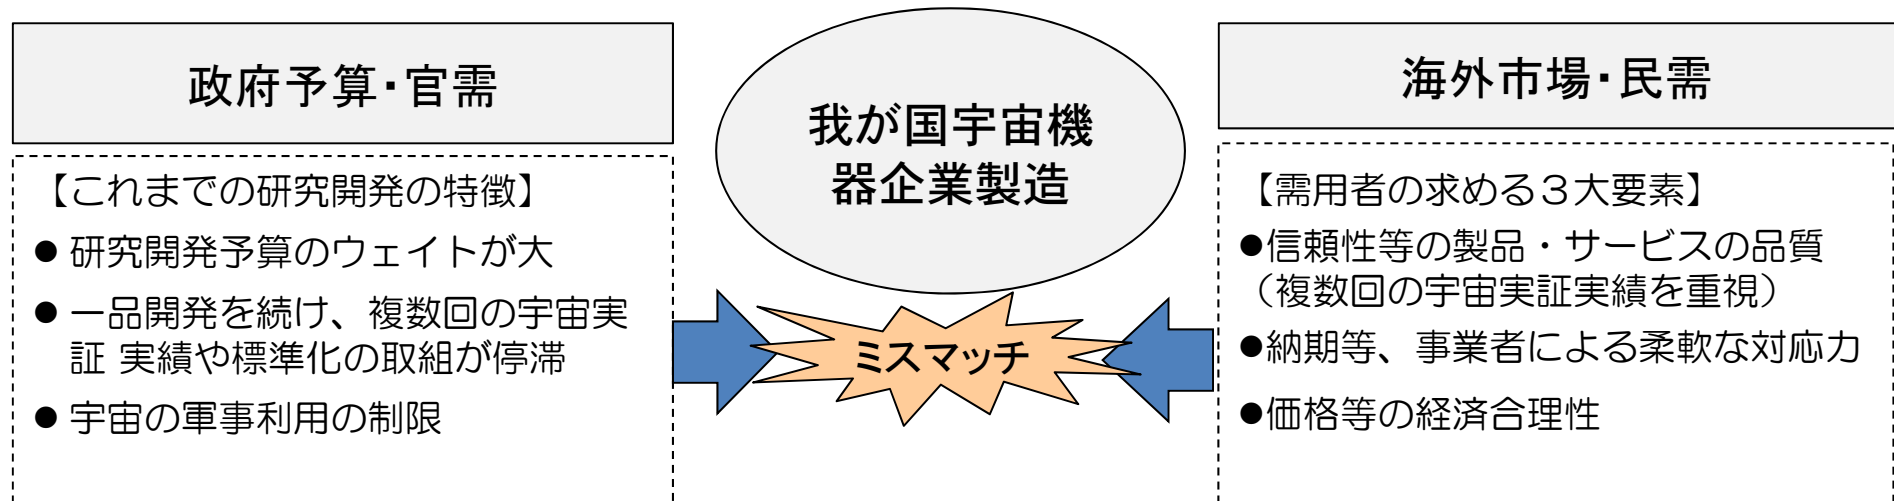 政府予算・官需
【これまでの研究開発の特徴】
● 研究開発予算のウェイトが大
● 一品開発を続け、複数回の宇宙実
証 実績や標準化の取組が停滞
● 宇宙の軍事利用の制限
我が国宇宙機
器企業製造
ミスマッチ
海外市場・民需
【需用者の求める３大要素】
●信頼性等の製品・サービスの品質
（複数回の宇宙実証実績を重視）
●納期等、事業者による柔軟な対応力
●価格等の経済合理性